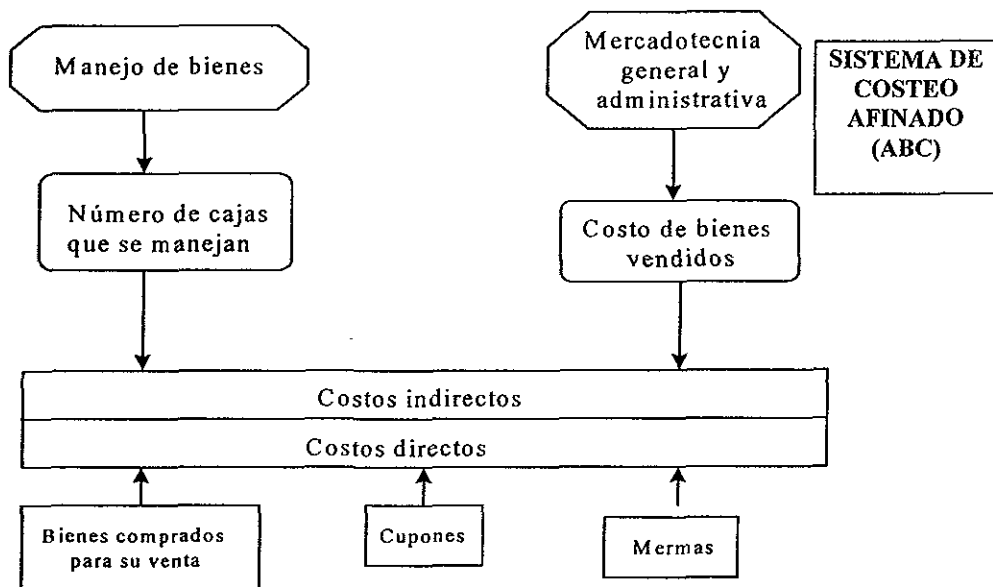 Manejo de bienes
Mercadotecnia
general y
administrativa
SISTEMA DE
COSTEO
AFINADO
(ABC)
Número de cajas
que se manejan
Costo de bienes
vendidos
Costos indirectos
Costos directos
Bienes comprados
para su venta
Cupones
Mermas